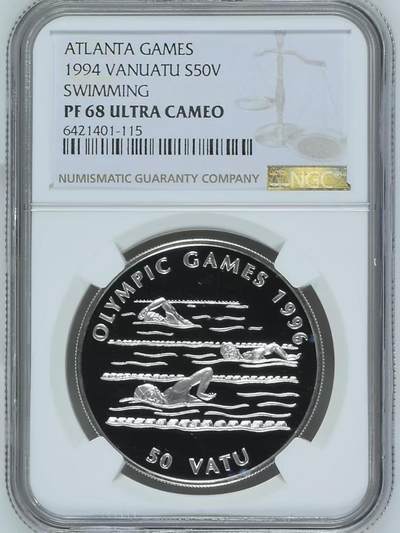 ATLANTA GAMES
1994 VANUATU S50V
SWIMMING
PF 68 ULTRA CAMEO
6421401-115
NUMISMATIC GUARANTY COMPANY
NGC
OLYMPIC GAMES 1996
50 VATU